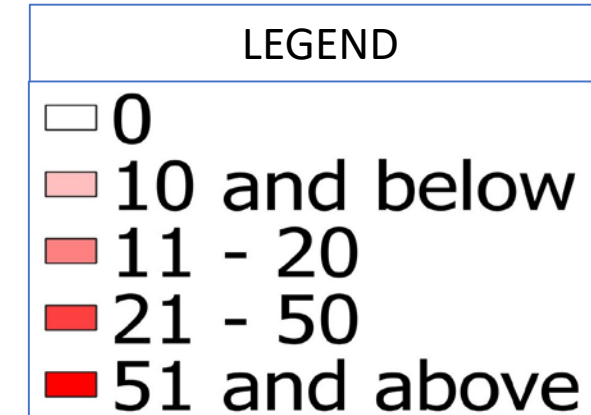 LEGEND
0
10 and below
11 - 20
21 - 50
51 and above